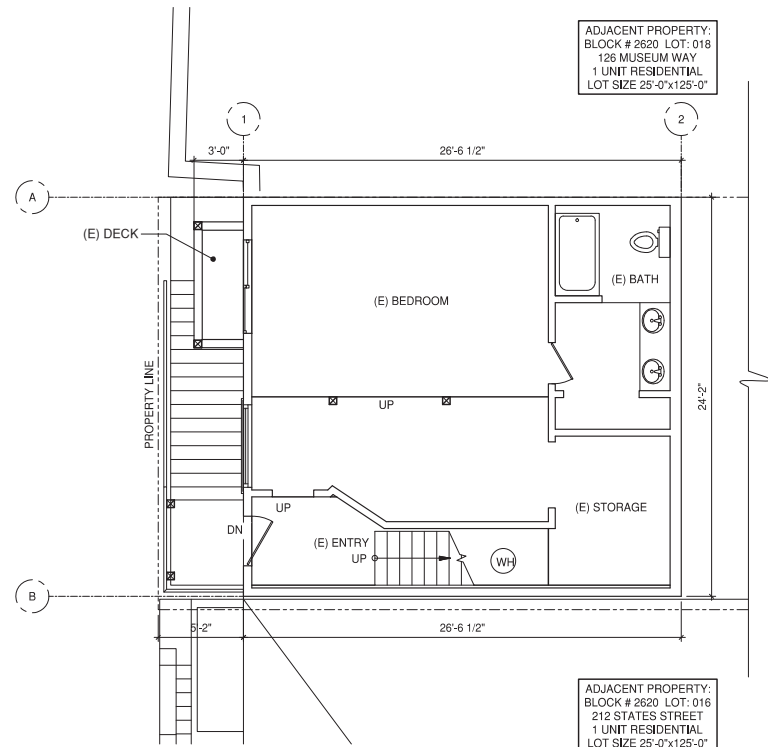 ADJACENT PROPERTY:
BLOCK # 2620 LOT: 018
126 MUSEUM WAY
1 UNIT RESIDENTIAL
LOT SIZE 25'-0"x125'-0"
1
2
3'-0"
26'-6 1/2"
A
(E) DECK
(E) BATH
(E) BEDROOM
PROPERTY LINE
24'-2"
UP
(E) STORAGE
UP
DN
(E) ENTRY
UP
WH
B
5'-2"
26'-6 1/2"
ADJACENT PROPERTY:
BLOCK # 2620 LOT: 016
212 STATES STREET
1 UNIT RESIDENTIAL
LOT SIZE 25'-0"x125'-0"